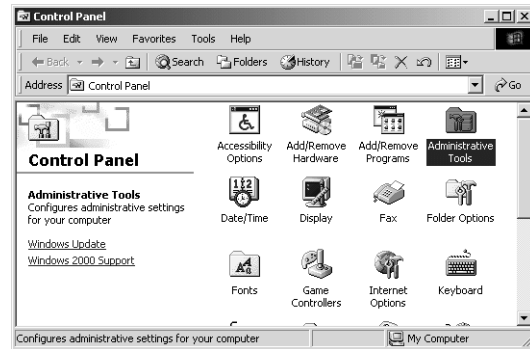 Control Panel
File Edit View Favorites Tools Help
Back Search Folders History
Address Control Panel Go
Control Panel
Administrative Tools
Configures administrative settings
for your computer
Windows Update
Windows 2000 Support
Accessibility
Options
Add/Remove
Hardware
Add/Remove
Programs
Administrative
Tools
Date/Time
Display
Fax
Folder Options
Fonts
Game
Controllers
Internet
Options
Keyboard
Configures administrative settings for your computer My Computer